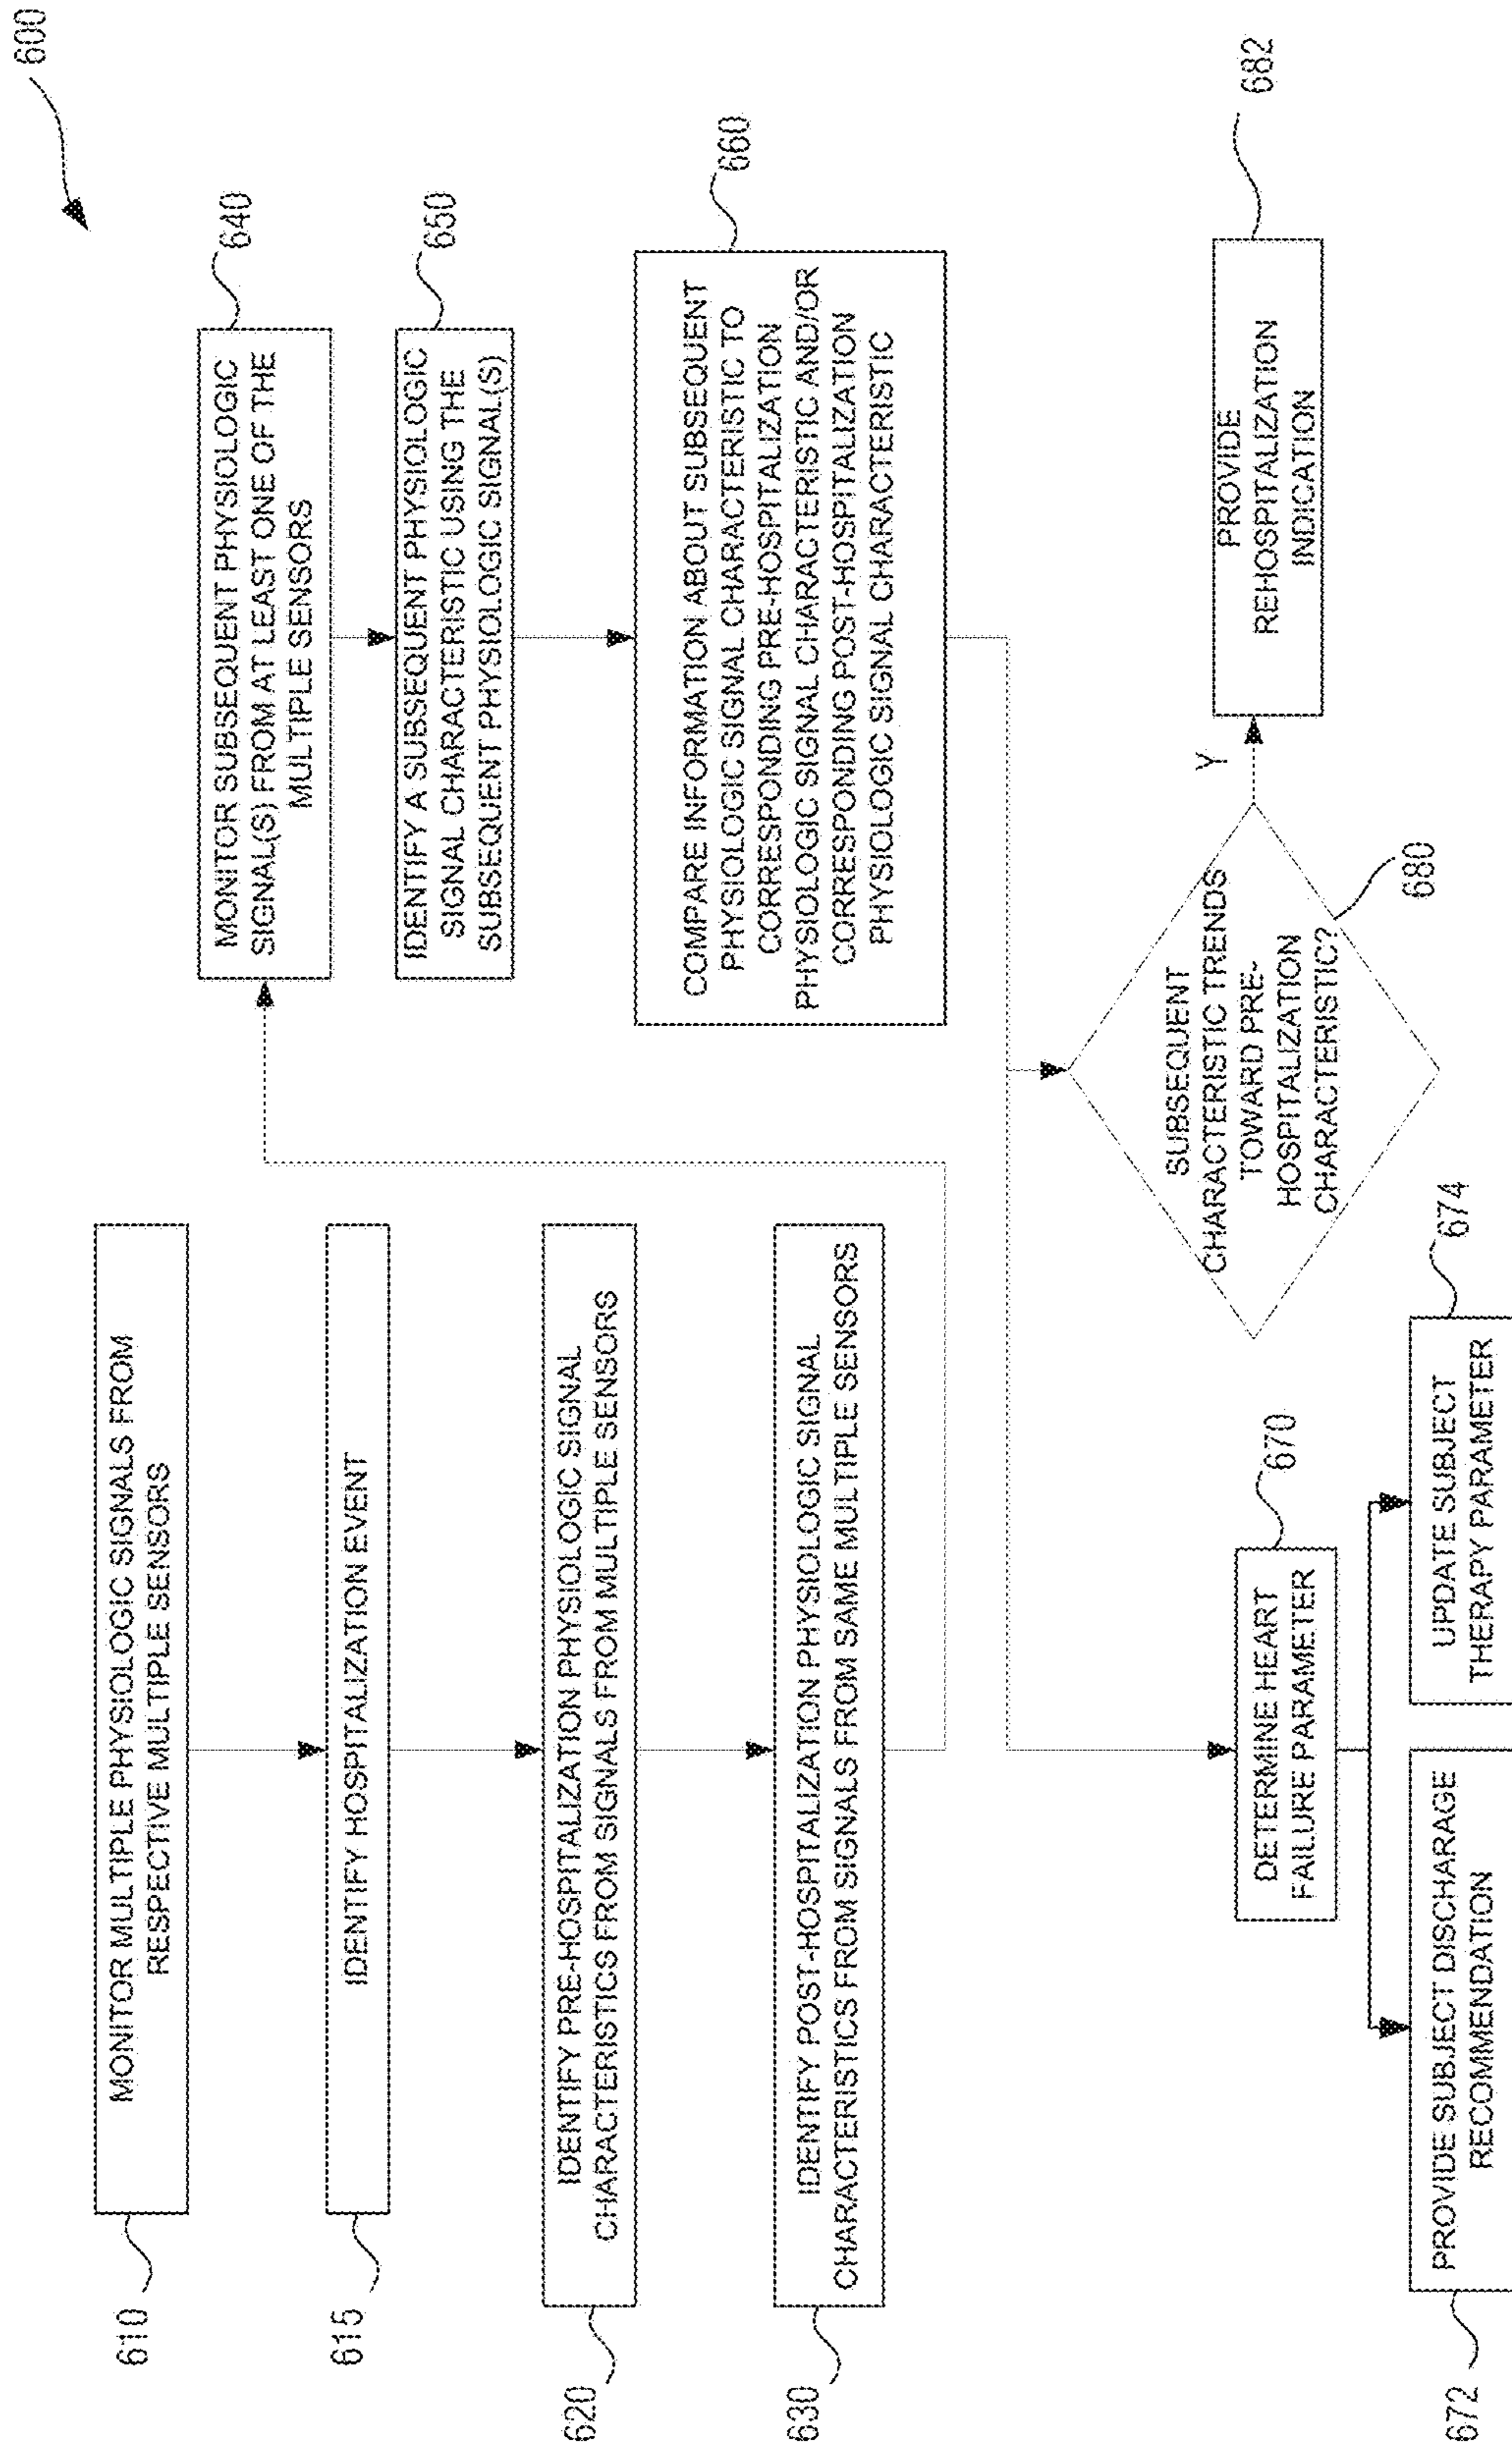 600
610
MONITOR MULTIPLE PHYSIOLOGIC SIGNALS FROM
RESPECTIVE MULTIPLE SENSORS
615
IDENTIFY HOSPITALIZATION EVENT
620
IDENTIFY PRE-HOSPITALIZATION PHYSIOLOGIC SIGNAL
CHARACTERISTICS FROM SIGNALS FROM MULTIPLE SENSORS
630
IDENTIFY POST-HOSPITALIZATION PHYSIOLOGIC SIGNAL
CHARACTERISTICS FROM SIGNALS FROM SAME MULTIPLE SENSORS
640
MONITOR SUBSEQUENT PHYSIOLOGIC
SIGNAL(S) FROM AT LEAST ONE OF THE
MULTIPLE SENSORS
650
IDENTIFY A SUBSEQUENT PHYSIOLOGIC
SIGNAL CHARACTERISTIC USING THE
SUBSEQUENT PHYSIOLOGIC SIGNAL(S)
660
COMPARE INFORMATION ABOUT SUBSEQUENT
PHYSIOLOGIC SIGNAL CHARACTERISTIC TO
CORRESPONDING PRE-HOSPITALIZATION
PHYSIOLOGIC SIGNAL CHARACTERISTIC AND/OR
CORRESPONDING POST-HOSPITALIZATION
PHYSIOLOGIC SIGNAL CHARACTERISTIC
670
DETERMINE HEART
FAILURE PARAMETER
672
PROVIDE SUBJECT DISCHARAGE
RECOMMENDATION
674
UPDATE SUBJECT
THERAPY PARAMETER
680
SUBSEQUENT
CHARACTERISTIC TRENDS
TOWARD PRE-
HOSPITALIZATION
CHARACTERISTIC?
Y
682
PROVIDE
REHOSPITALIZATION
INDICATION